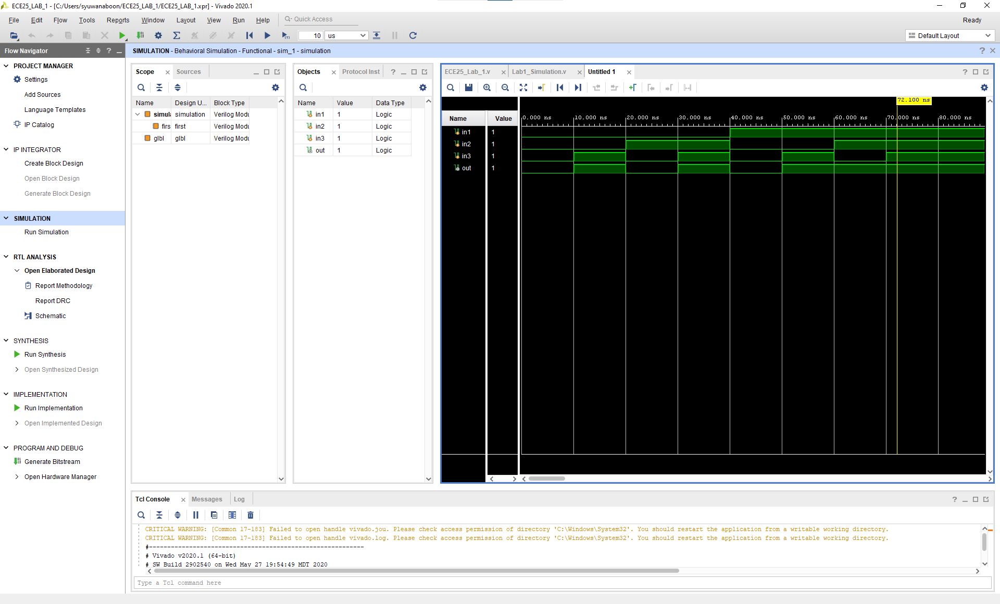 ECE25_LAB_1 - [C:/Users/syuwanaboon/ECE25_LAB_1/ECE25_LAB_1.xpr] - Vivado 2020.1
File Edit Flow Tools Reports Window Layout View Run Help Quick Access Ready
10 us Default Layout
Flow Navigator
PROJECT MANAGER
Settings
Add Sources
Language Templates
IP Catalog
IP INTEGRATOR
Create Block Design
Open Block Design
Generate Block Design
SIMULATION
Run Simulation
RTL ANALYSIS
Open Elaborated Design
Report Methodology
Report DRC
Schematic
SYNTHESIS
Run Synthesis
Open Synthesized Design
IMPLEMENTATION
Run Implementation
Open Implemented Design
PROGRAM AND DEBUG
Generate Bitstream
Open Hardware Manager
SIMULATION - Behavioral Simulation - Functional - sim_1 - simulation
Scope Sources
Name Design U... Block Type
simul simulation Verilog Modu
firs first Verilog Modu
glbl glbl Verilog Modu
Objects Protocol Inst
Name Value Data Type
in1 1 Logic
in2 1 Logic
in3 1 Logic
out 1 Logic
ECE25_Lab_1.v Lab1_Simulation.v Untitled 1
72.100 ns
Name Value
0.000 ns 10.000 ns 20.000 ns 30.000 ns 40.000 ns 50.000 ns 60.000 ns 70.000 ns 80.000 ns
in1 1
in2 1
in3 1
out 1
Tcl Console Messages Log
CRITICAL WARNING: [Common 17-183] Failed to open handle vivado.jou. Please check access permission of directory 'C:\Windows\System32'. You should restart the application from a writable working directory.
CRITICAL WARNING: [Common 17-183] Failed to open handle vivado.log. Please check access permission of directory 'C:\Windows\System32'. You should restart the application from a writable working directory.
#-----------------------------------------------------------
# Vivado v2020.1 (64-bit)
# SW Build 2902540 on Wed May 27 19:54:49 MDT 2020
Type a Tcl command here